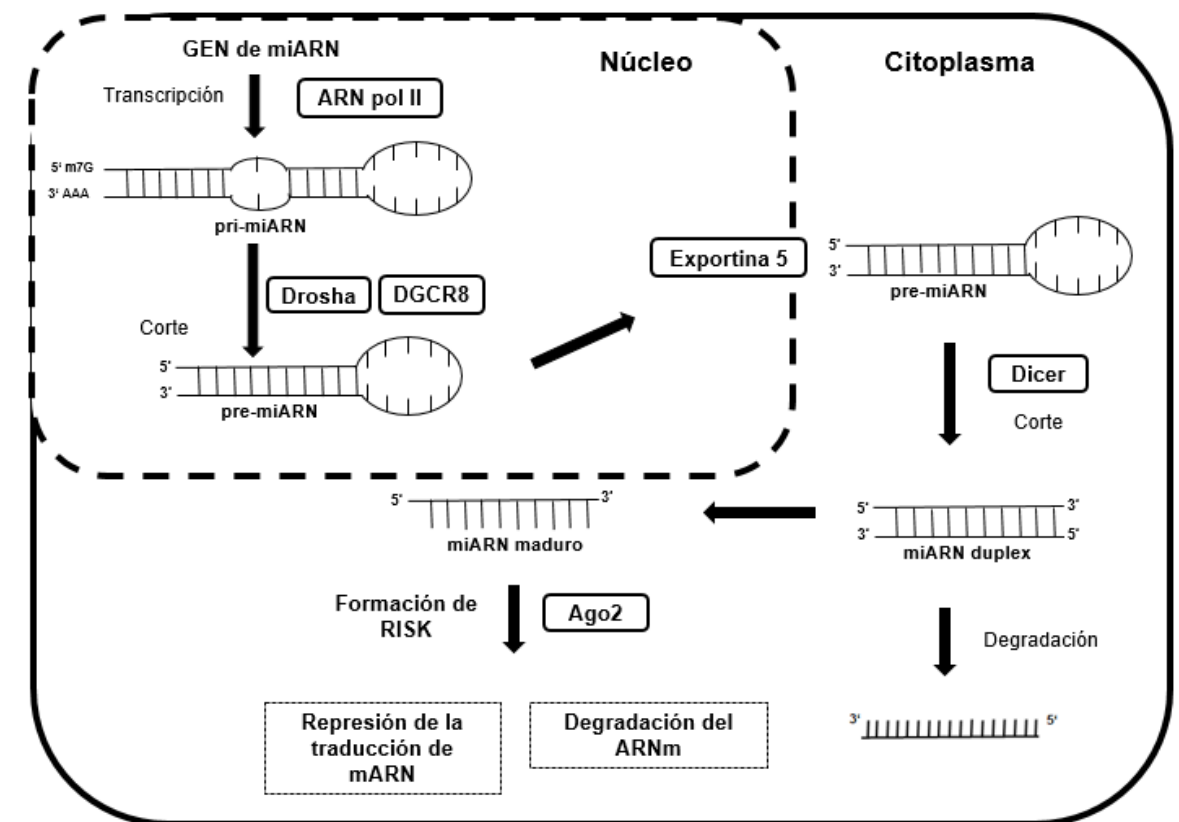 GEN de miARN
Núcleo
Citoplasma
Transcripción
ARN pol II
5' m7G
3' AAA
pri-miARN
Drosha
DGCR8
Corte
5'
3'
pre-miARN
Exportina 5
5'
3'
pre-miARN
Dicer
Corte
5'
3'
3'
5'
miARN duplex
5'
3'
miARN maduro
Formación de
RISK
Ago2
Degradación
3'
5'
Represión de la
traducción de
mARN
Degradación del
ARNm